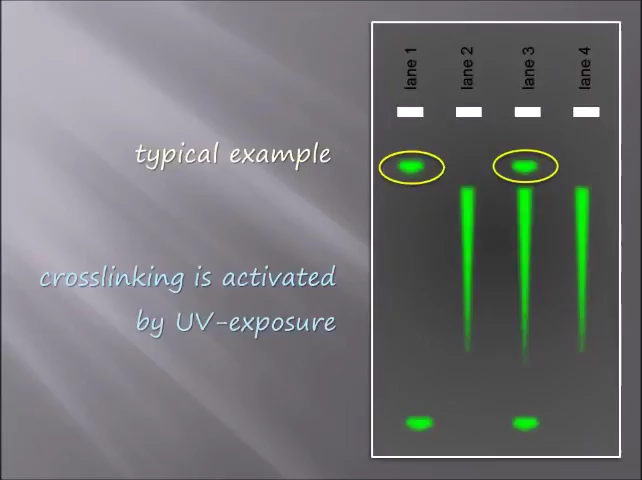 lane 1
lane 2
lane 3
lane 4
typical example
crosslinking is activated
by UV-exposure